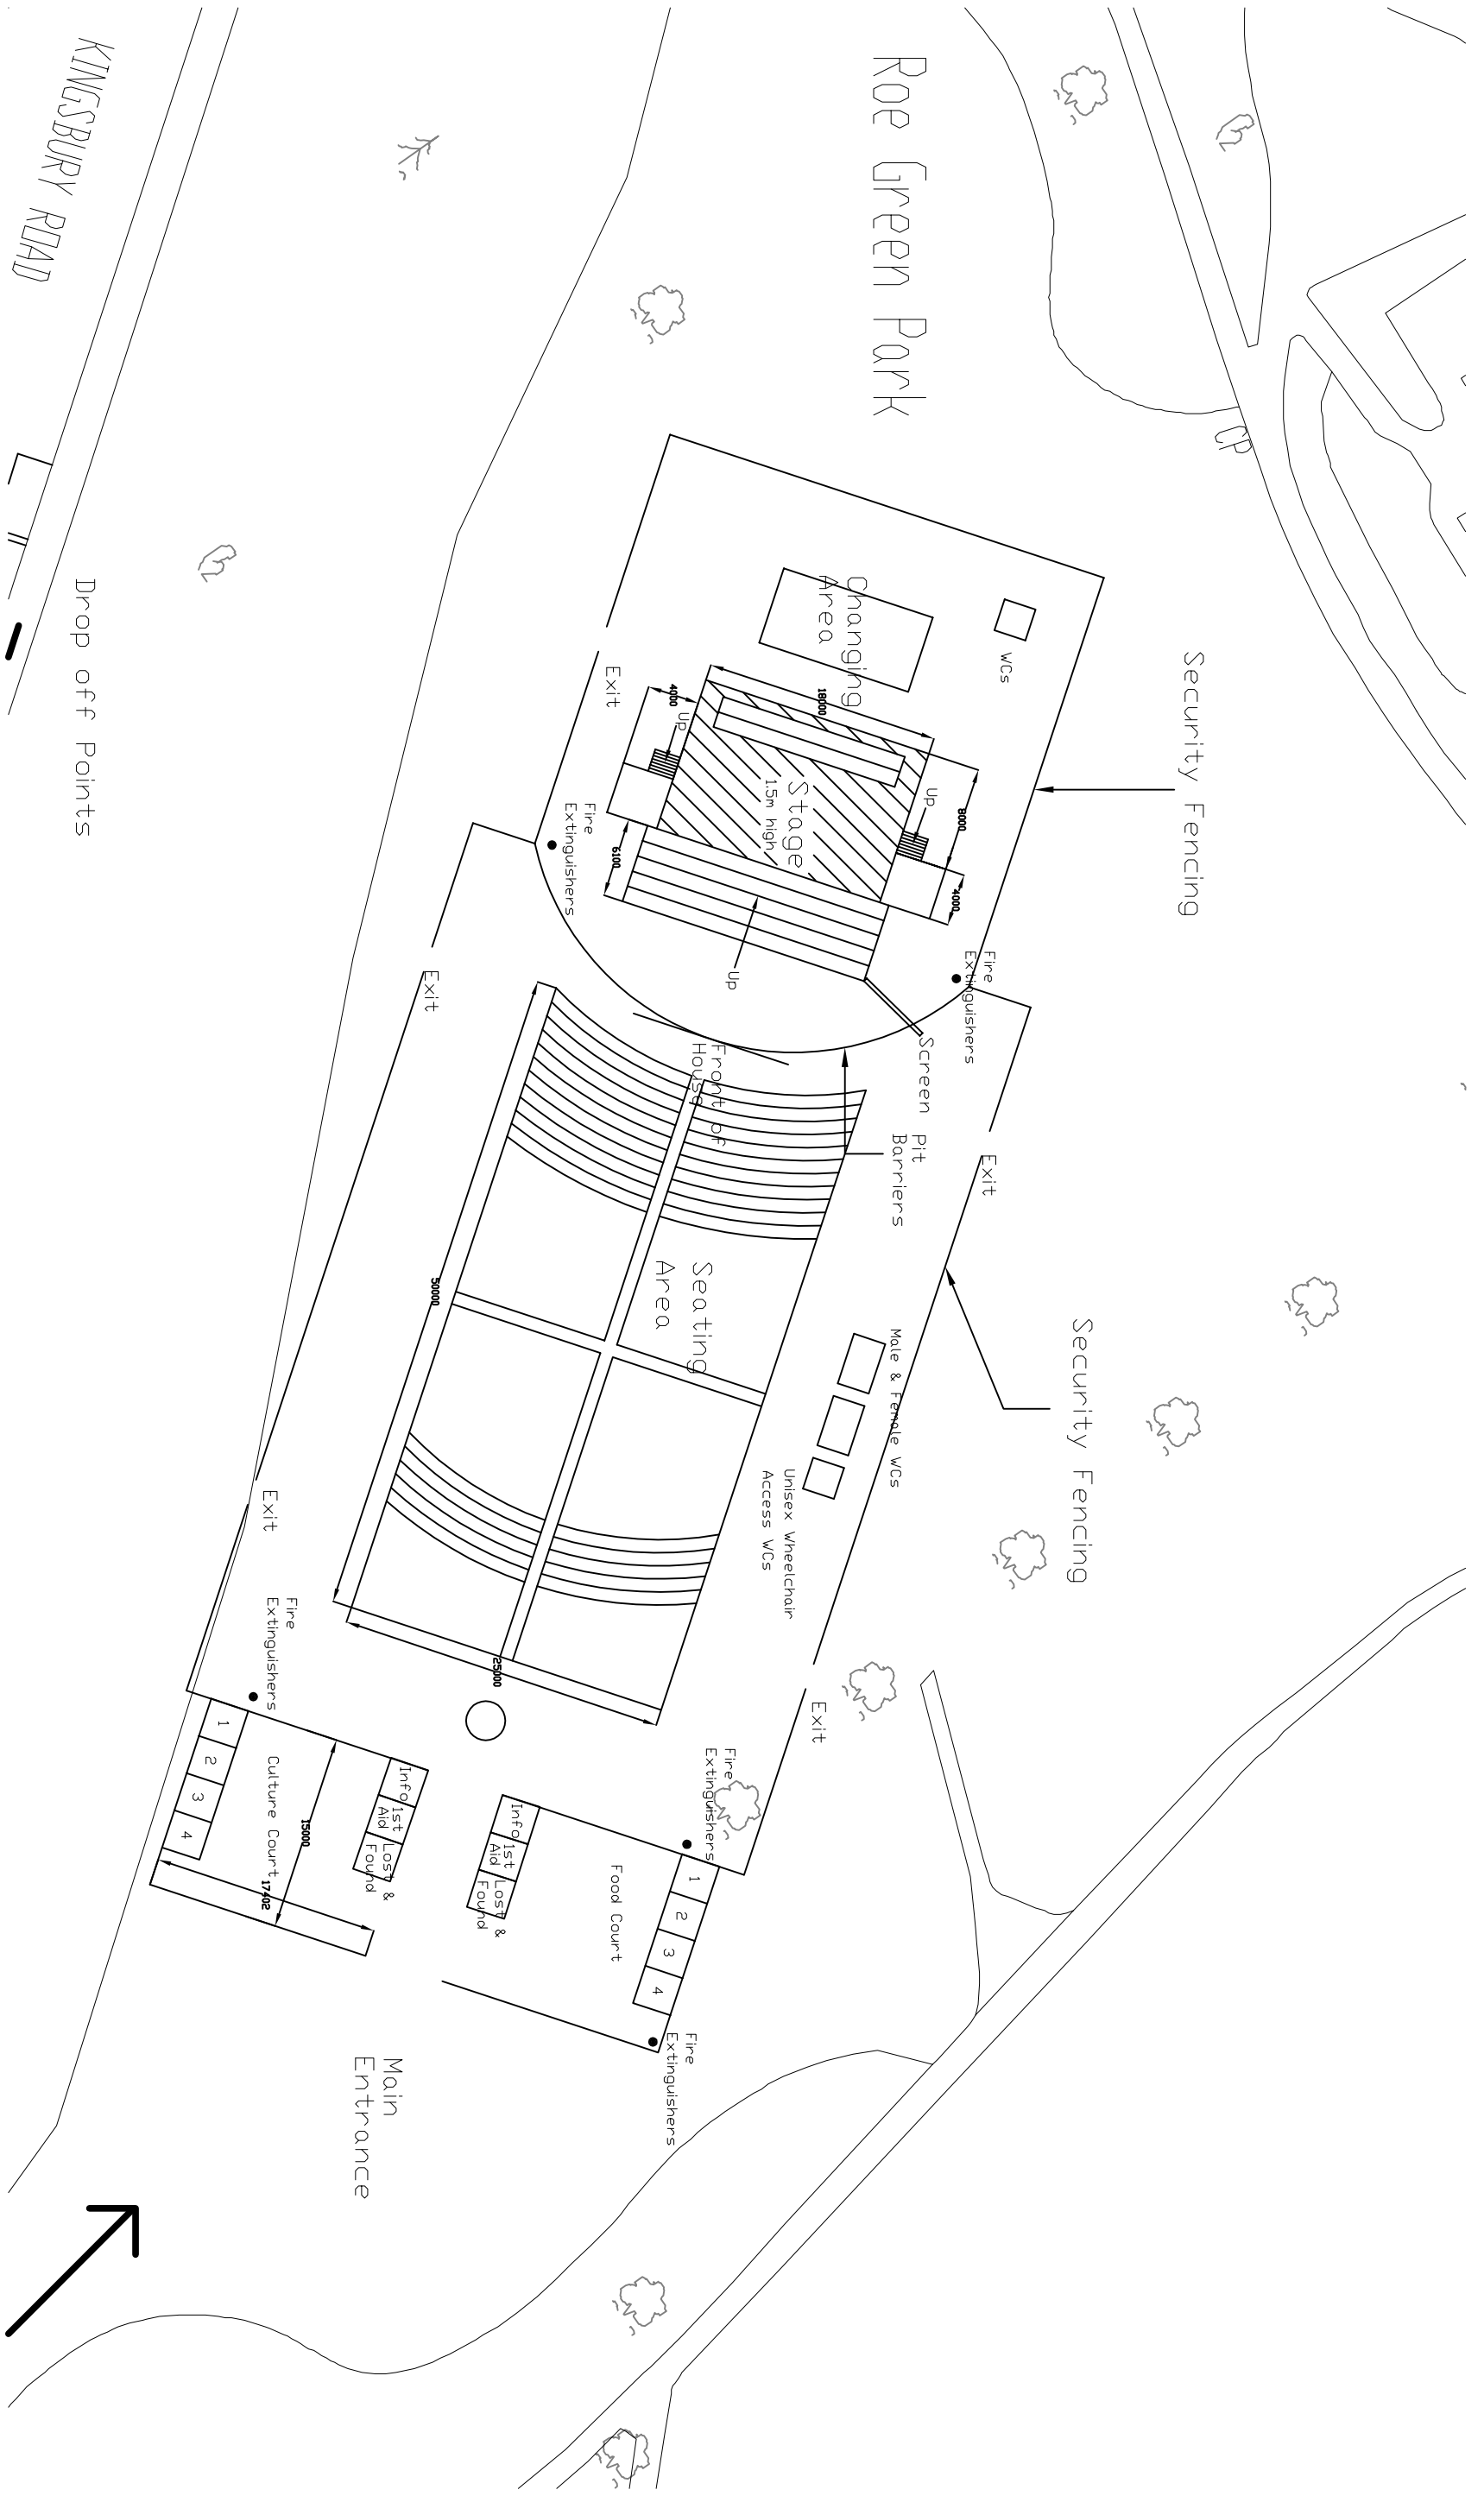 KINGSBURY ROAD
Roe Green Park
CP
Drop off Points
Security Fencing
Changing
Area
WCs
Exit
18000
4000
Up
Stage
1.5m high
Up
8000
4000
6100
Up
Fire
Extinguishers
Fire
Extinguishers
Screen
Exit
Front of
House
Pit
Barriers
Exit
50000
Seating
Area
Security Fencing
Male & Female WCs
Unisex Wheelchair
Access WCs
Exit
Exit
Fire
Extinguishers
25000
Fire
Extinguishers
1
2
3
4
Culture Court
15000
17402
Info
1st
Aid
Lost &
Found
Info
1st
Aid
Lost &
Found
Food Court
1
2
3
4
Fire
Extinguishers
Main
Entrance